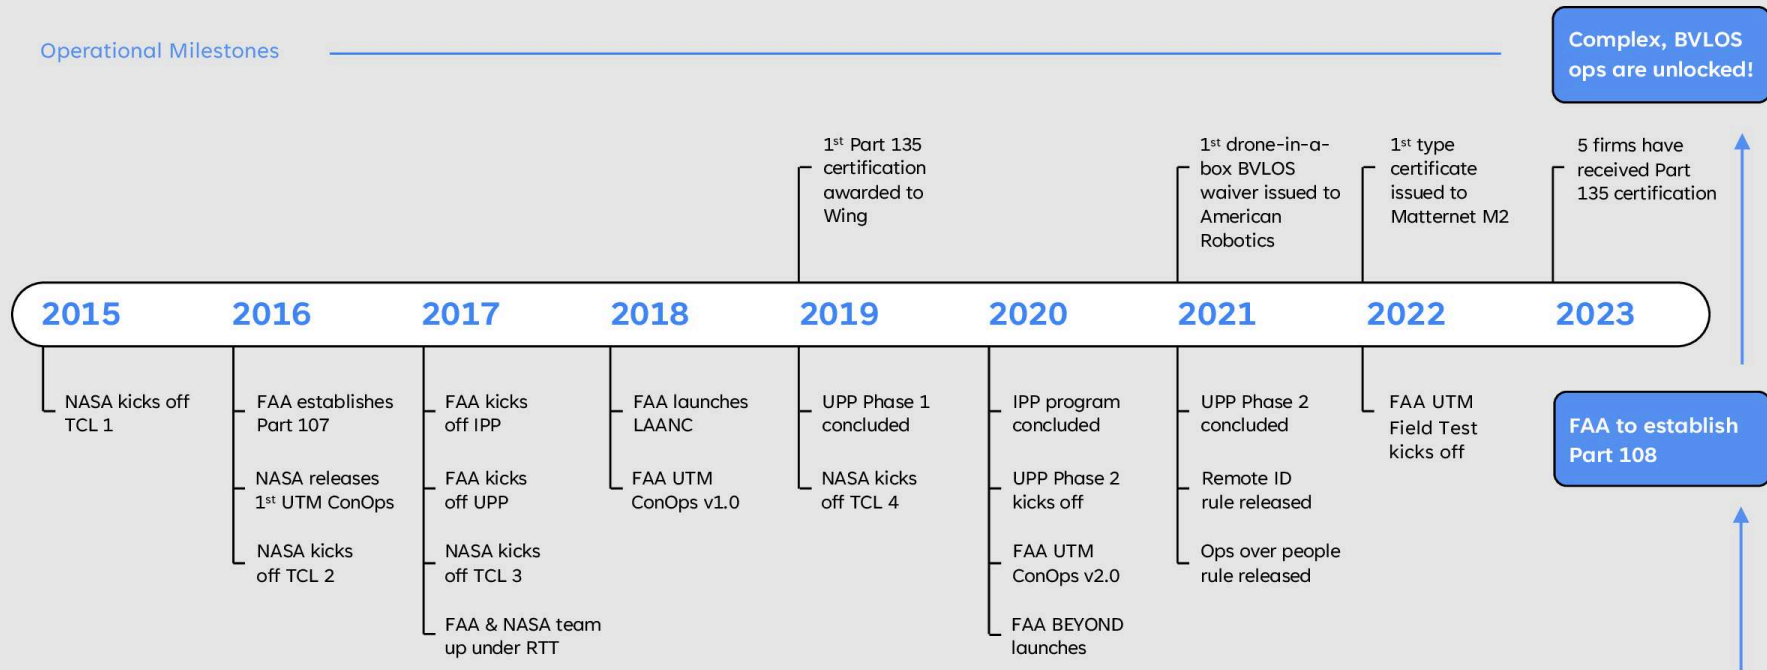 Operational Milestones
Complex, BVLOS
ops are unlocked!
1st Part 135
certification
awarded to
Wing
1st drone-in-a-
box BVLOS
waiver issued to
American
Robotics
1st type
certificate
issued to
Matternet M2
5 firms have
received Part
135 certification
2015
2016
2017
2018
2019
2020
2021
2022
2023
NASA kicks off
TCL 1
FAA establishes
Part 107
NASA releases
1st UTM ConOps
NASA kicks
off TCL 2
FAA kicks
off IPP
FAA kicks
off UPP
NASA kicks
off TCL 3
FAA & NASA team
up under RTT
FAA launches
LAANC
FAA UTM
ConOps v1.0
UPP Phase 1
concluded
NASA kicks
off TCL 4
IPP program
concluded
UPP Phase 2
kicks off
FAA UTM
ConOps v2.0
FAA BEYOND
launches
UPP Phase 2
concluded
Remote ID
rule released
Ops over people
rule released
FAA UTM
Field Test
kicks off
FAA to establish
Part 108